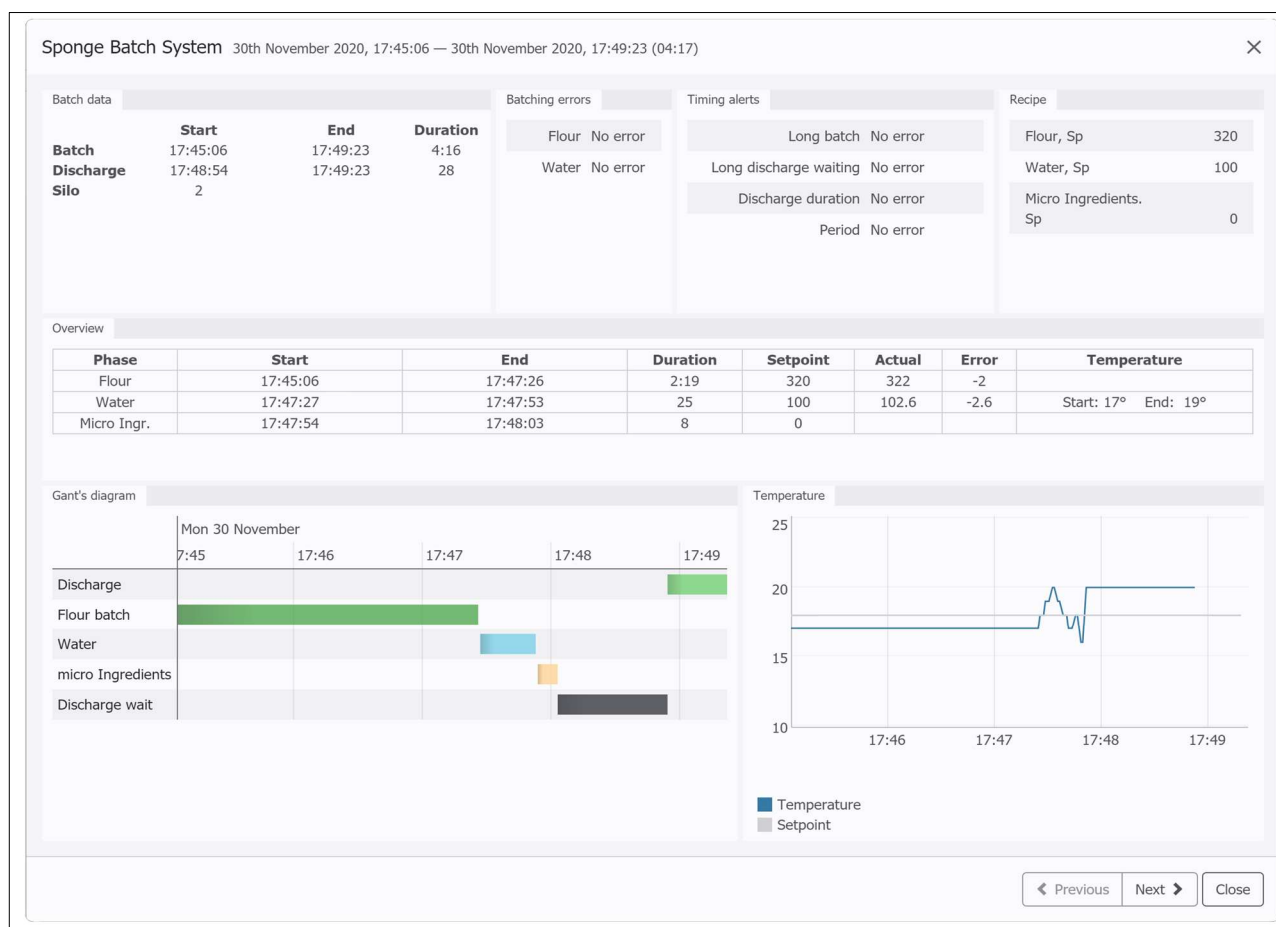 Sponge Batch System 30th November 2020, 17:45:06 — 30th November 2020, 17:49:23 (04:17)
Batch data
Start End Duration
Batch 17:45:06 17:49:23 4:16
Discharge 17:48:54 17:49:23 28
Silo 2
Batching errors
Flour No error
Water No error
Timing alerts
Long batch No error
Long discharge waiting No error
Discharge duration No error
Period No error
Recipe
Flour, Sp 320
Water, Sp 100
Micro Ingredients.
Sp 0
Overview
Phase Start End Duration Setpoint Actual Error Temperature
Flour 17:45:06 17:47:26 2:19 320 322 -2
Water 17:47:27 17:47:53 25 100 102.6 -2.6 Start: 17° End: 19°
Micro Ingr. 17:47:54 17:48:03 8 0
Gant's diagram
Mon 30 November
7:45 17:46 17:47 17:48 17:49
Discharge
Flour batch
Water
micro Ingredients
Discharge wait
Temperature
25
20
15
10
17:46 17:47 17:48 17:49
Temperature
Setpoint
Previous Next Close